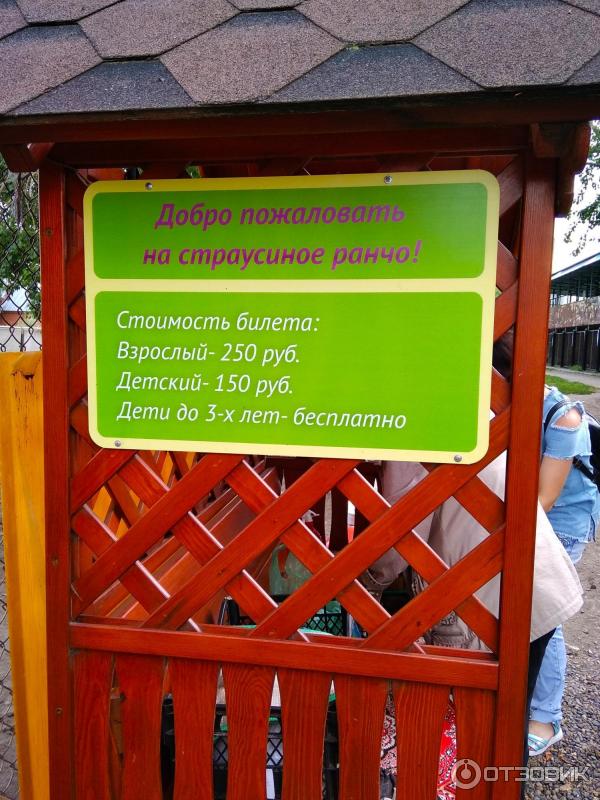 Добро пожаловать
на страусиное ранчо!
Стоимость билета:
Взрослый- 250 руб.
Детский- 150 руб.
Дети до 3-х лет- бесплатно
ОТЗОВИК